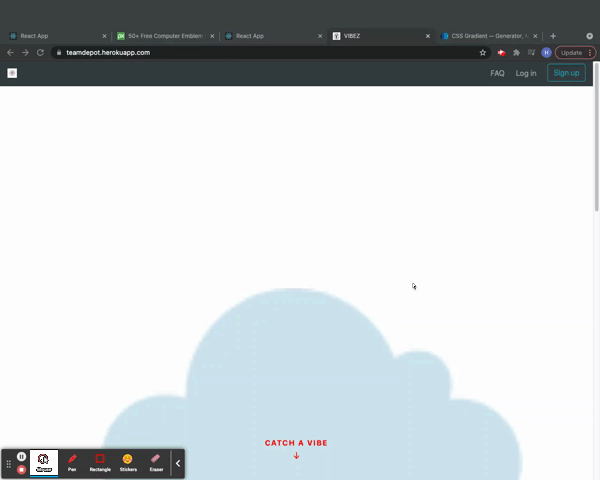 React App
50+ Free Computer Emblem
React App
VIBEZ
CSS Gradient — Generator,
teamdepot.herokuapp.com
H
Update
FAQ
Log in
Sign up
CATCH A VIBE
Pen
Rectangle
Stickers
Eraser